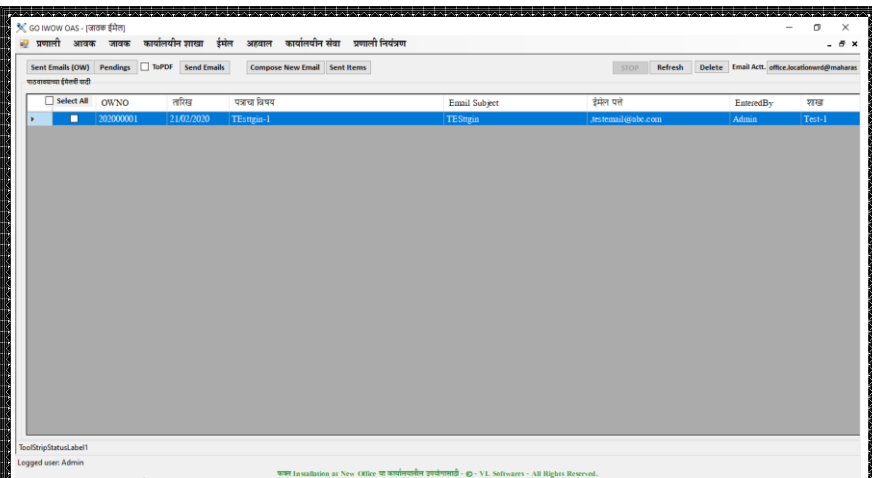 GO IWOW OAS - [जावक ईमेल]
प्रणाली आवक जावक कार्यालयीन शाखा ईमेल अहवाल कार्यालयीन संवा प्रणाली नियंत्रण
Sent Emails (OW) Pendings ToPDF Send Emails Compose New Email Sent Items STOP Refresh Delete Email Actt. office.locationwrd@maharas
पाठवावयाच्या ईमेलची यादी
Select All OWNO तारिख पत्राचा विषय Email Subject ईमेल पत्ते EnteredBy शाखा
202000001 21/02/2020 TEsttgin-1 TESttgin ,testemail@abc.com Admin Test-1
ToolStripStatusLabel1
Logged user: Admin
फक्त Installation at New Office या कार्यालयातील उपयोगासाठी - © - VL Softwares - All Rights Reserved.